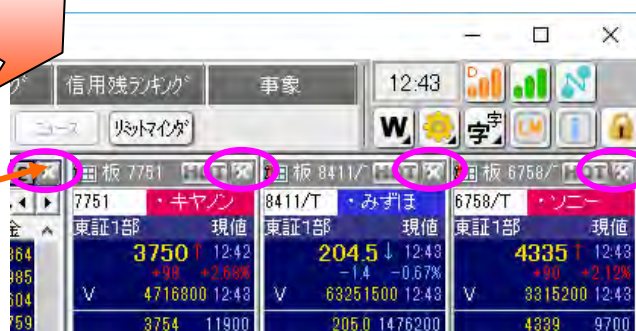 信用残ランキング 事象 12:43
ニュース リミットマインダ W 字字 LM i
板 7751 T 板 8411/T T 板 6758/T T
7751 ・キヤノン 8411/T ・みずほ 6758/T ・ソニー
東証1部 現値 東証1部 現値 東証1部 現値
3750↑ 12:42 204.5↓ 12:43 4335↑ 12:43
+98 +2.68% -1.4 -0.67% +90 +2.12%
V 4716800 12:43 V 63251500 12:43 V 3315200 12:43
3754 11900 205.0 1476200 4339 9700